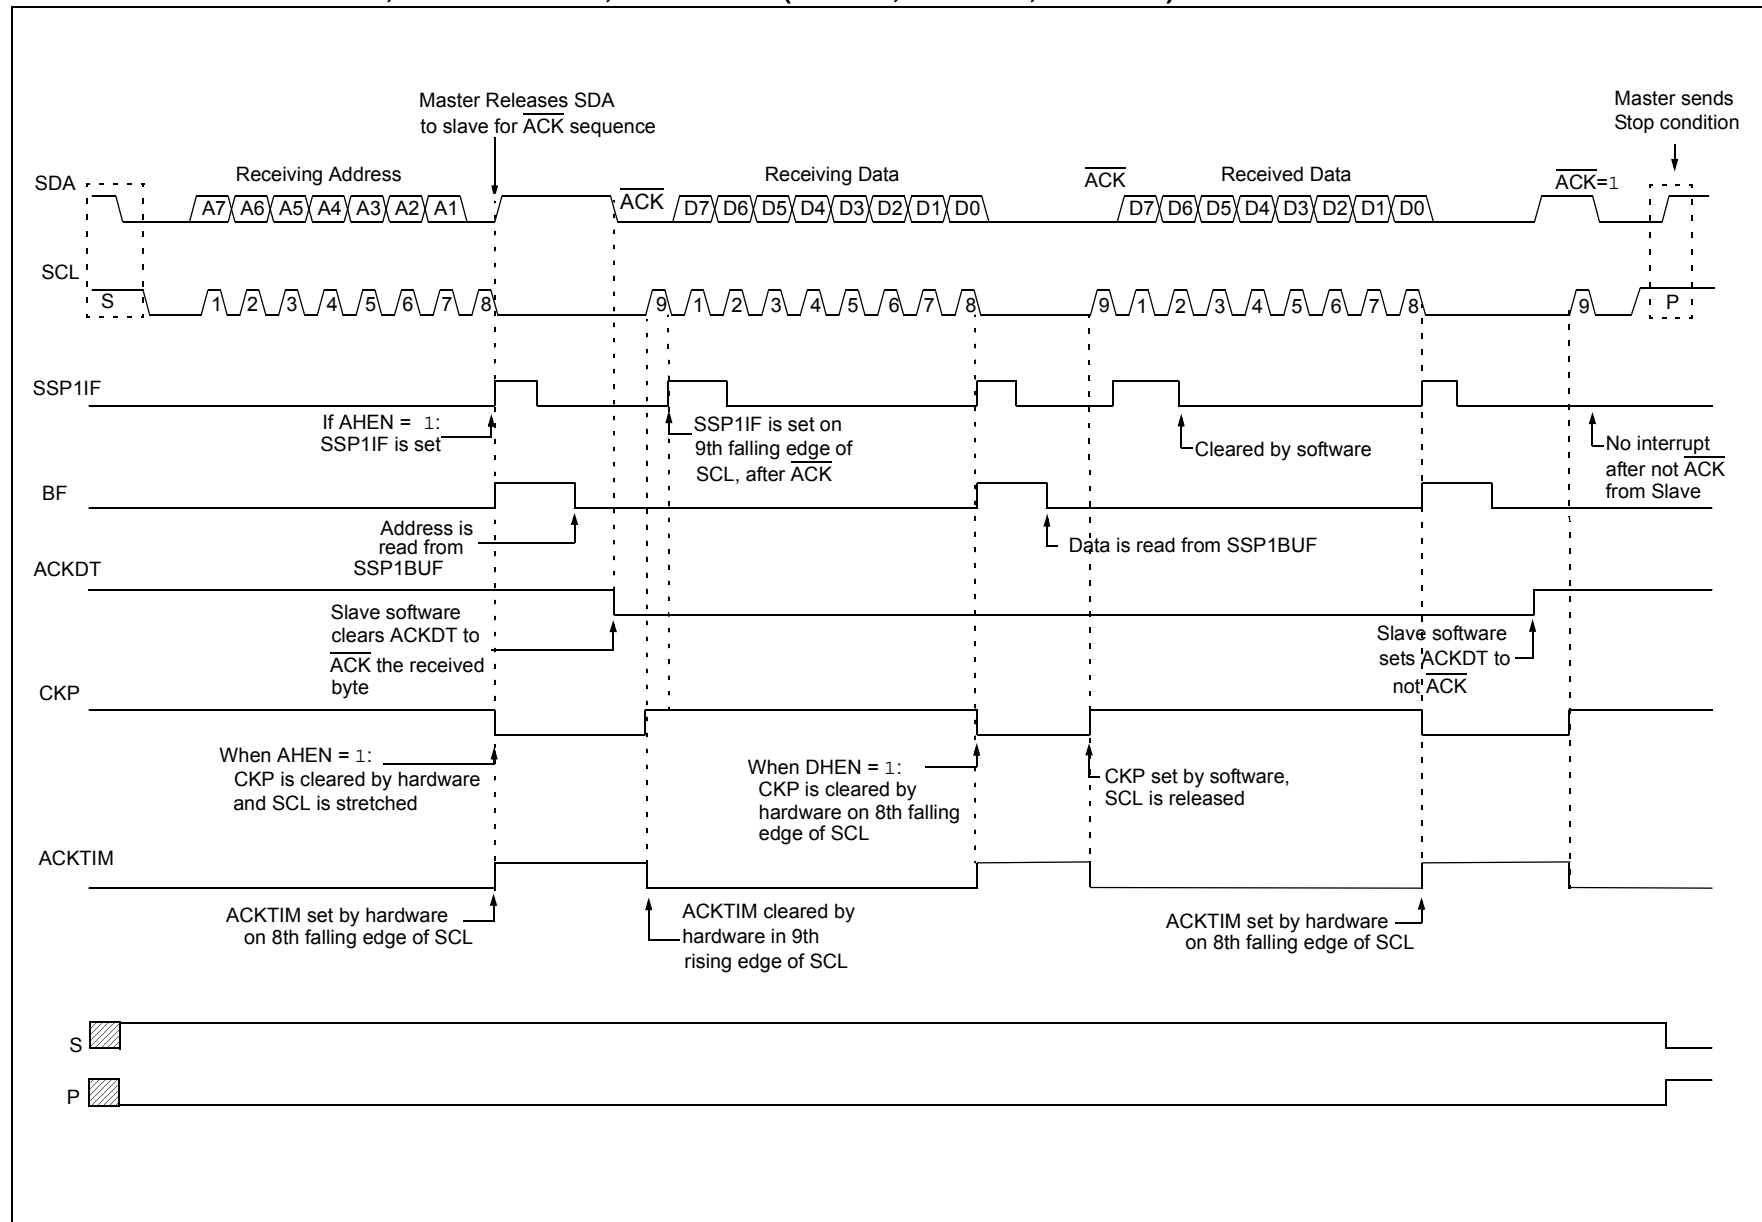 Master Releases SDA
to slave for ACK sequence
Master sends
Stop condition
SDA
Receiving Address
ACK
Receiving Data
ACK
Received Data
ACK=1
A7 A6 A5 A4 A3 A2 A1
D7 D6 D5 D4 D3 D2 D1 D0
D7 D6 D5 D4 D3 D2 D1 D0
SCL
S
1 2 3 4 5 6 7 8
9 1 2 3 4 5 6 7 8
9 1 2 3 4 5 6 7 8
9
P
SSP1IF
If AHEN = 1:
SSP1IF is set
SSP1IF is set on
9th falling edge of
SCL, after ACK
Cleared by software
No interrupt
after not ACK
from Slave
BF
Address is
read from
SSP1BUF
Data is read from SSP1BUF
ACKDT
Slave software
clears ACKDT to
ACK the received
byte
Slave software
sets ACKDT to
not ACK
CKP
When AHEN = 1:
CKP is cleared by hardware
and SCL is stretched
When DHEN = 1:
CKP is cleared by
hardware on 8th falling
edge of SCL
CKP set by software,
SCL is released
ACKTIM
ACKTIM set by hardware
on 8th falling edge of SCL
ACKTIM cleared by
hardware in 9th
rising edge of SCL
ACKTIM set by hardware
on 8th falling edge of SCL
S
P